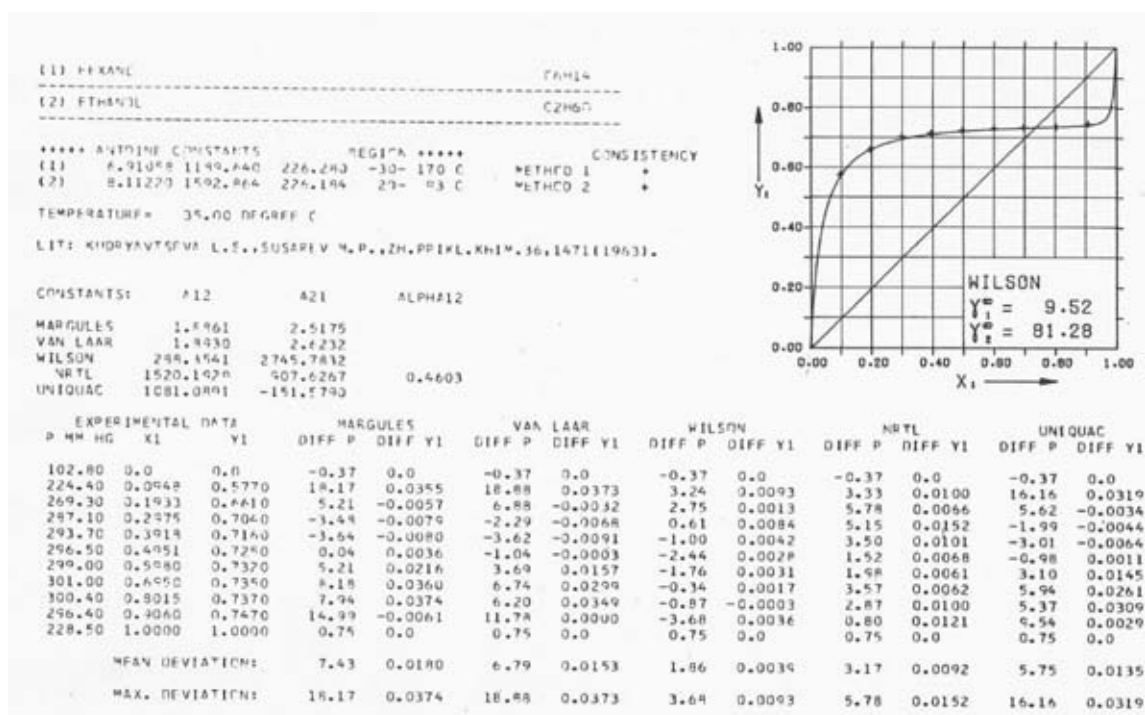 (1) HEXANE C6H14
(2) ETHANOL C2H6O
+++++ ANTOINE CONSTANTS REGION +++++ CONSISTENCY
(1) 6.91058 1189.640 226.280 -30- 170 C METHOD 1 +
(2) 8.11220 1592.864 226.184 20- 93 C METHOD 2 +
TEMPERATURE= 35.00 DEGREE C
LIT: KUDRYAVTSEVA L.S.,SUSAREV M.P.,ZH.PRIKL.KHIM.36,1471(1963).
CONSTANTS: A12 A21 ALPHA12
MARGULES 2.5175
VAN LAAR 2.6232
WILSON 2745.7832
NRTL 1520.1920 907.6267 0.4603
UNIQUAC 1081.0891 -151.5790
1.00
0.80
0.60
Y1
0.40
0.20
0.00
WILSON
γ1∞ = 9.52
γ2∞ = 81.28
0.00 0.20 0.40 0.60 0.80 1.00
X1
EXPERIMENTAL DATA MARGULES VAN LAAR WILSON NRTL UNIQUAC
P MM HG X1 Y1 DIFF P DIFF Y1 DIFF P DIFF Y1 DIFF P DIFF Y1 DIFF P DIFF Y1 DIFF P DIFF Y1
102.80 0.0 0.0 -0.37 0.0 -0.37 0.0 -0.37 0.0 -0.37 0.0 -0.37 0.0
224.40 0.0948 0.5770 18.17 0.0355 18.88 0.0373 3.24 0.0093 3.33 0.0100 16.16 0.0319
269.30 0.1933 0.6610 5.21 -0.0057 6.88 -0.0032 2.75 0.0013 5.78 0.0066 5.62 -0.0034
287.10 0.2975 0.7040 -3.48 -0.0079 -2.29 -0.0068 0.61 0.0084 5.15 0.0152 -1.99 -0.0044
293.70 0.3918 0.7160 -3.64 -0.0080 -3.62 -0.0091 -1.00 0.0042 3.50 0.0101 -3.01 -0.0064
296.50 0.4951 0.7250 0.04 0.0036 -1.04 -0.0003 -2.44 0.0028 1.52 0.0068 -0.98 0.0011
299.00 0.5980 0.7320 5.21 0.0216 3.69 0.0157 -1.76 0.0031 1.98 0.0061 3.10 0.0145
301.00 0.6950 0.7350 8.18 0.0360 6.74 0.0299 -0.34 0.0017 3.57 0.0062 5.94 0.0261
300.40 0.8015 0.7370 7.94 0.0374 6.20 0.0349 -0.87 -0.0003 2.87 0.0100 5.37 0.0309
296.40 0.9060 0.7470 14.99 -0.0061 11.78 0.0000 -3.68 0.0036 0.80 0.0121 9.54 0.0029
228.50 1.0000 1.0000 0.75 0.0 0.75 0.0 0.75 0.0 0.75 0.0 0.75 0.0
MEAN DEVIATION: 7.43 0.0180 6.79 0.0153 1.86 0.0039 3.17 0.0092 5.75 0.0135
MAX. DEVIATION: 18.17 0.0374 18.88 0.0373 3.68 0.0093 5.78 0.0152 16.16 0.0319